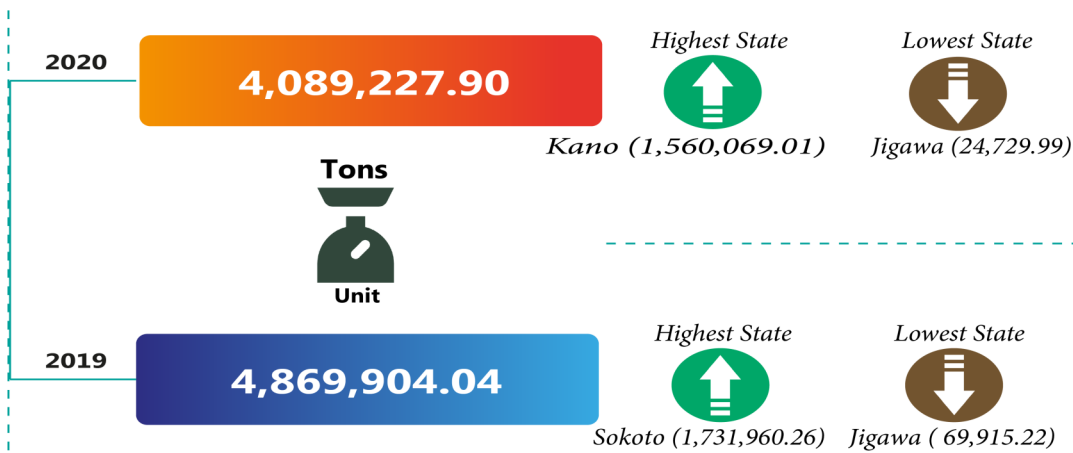 2020
4,089,227.90
Highest State
Kano (1,560,069.01)
Lowest State
Jigawa (24,729.99)
Tons
Unit
2019
4,869,904.04
Highest State
Sokoto (1,731,960.26)
Lowest State
Jigawa ( 69,915.22)